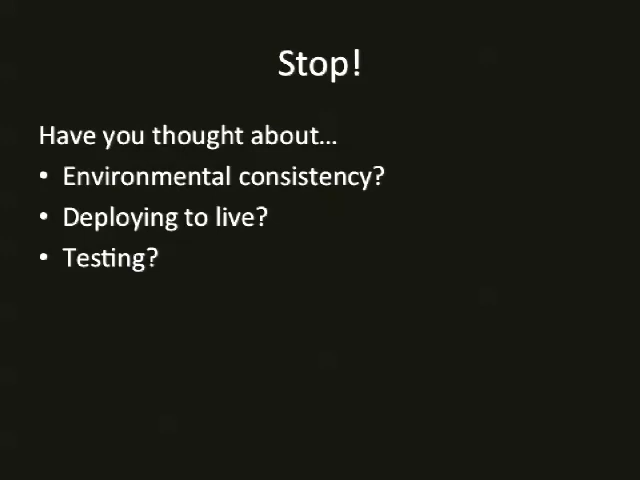 Stop!
Have you thought about…
• Environmental consistency?
• Deploying to live?
• Testing?